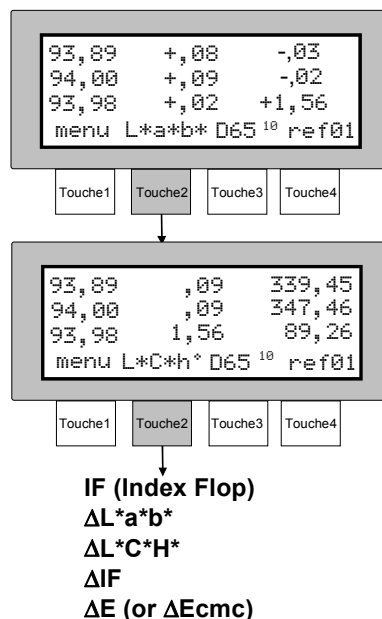 93,89 +,08 -,03
94,00 +,09 -,02
93,98 +,02 +1,56
menu L*a*b* D65 10 ref01
Touche1 Touche2 Touche3 Touche4
93,89 ,09 339,45
94,00 ,09 347,46
93,98 1,56 89,26
menu L*C*h° D65 10 ref01
Touche1 Touche2 Touche3 Touche4
IF (Index Flop)
ΔL*a*b*
ΔL*C*H*
ΔIF
ΔE (or ΔEcmc)